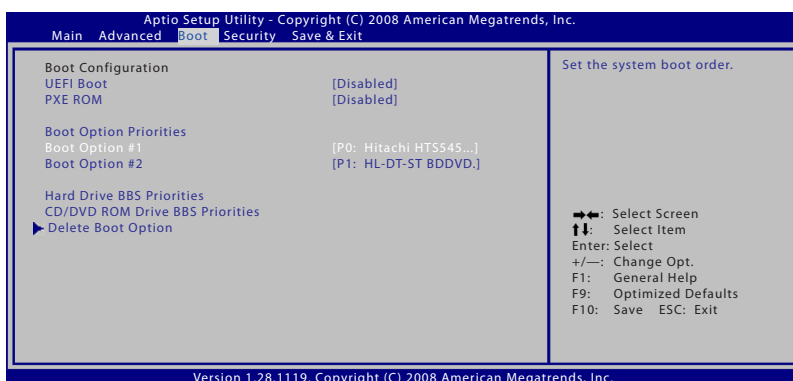 Aptio Setup Utility - Copyright (C) 2008 American Megatrends, Inc.
Main Advanced Boot Security Save & Exit
Boot Configuration
UEFI Boot [Disabled]
PXE ROM [Disabled]
Boot Option Priorities
Boot Option #1 [P0: Hitachi HTS545...]
Boot Option #2 [P1: HL-DT-ST BDDVD.]
Hard Drive BBS Priorities
CD/DVD ROM Drive BBS Priorities
Delete Boot Option
Set the system boot order.
➡⬅: Select Screen
⬆⬇: Select Item
Enter: Select
+/—: Change Opt.
F1: General Help
F9: Optimized Defaults
F10: Save ESC: Exit
Version 1.28.1119. Copyright (C) 2008 American Megatrends, Inc.